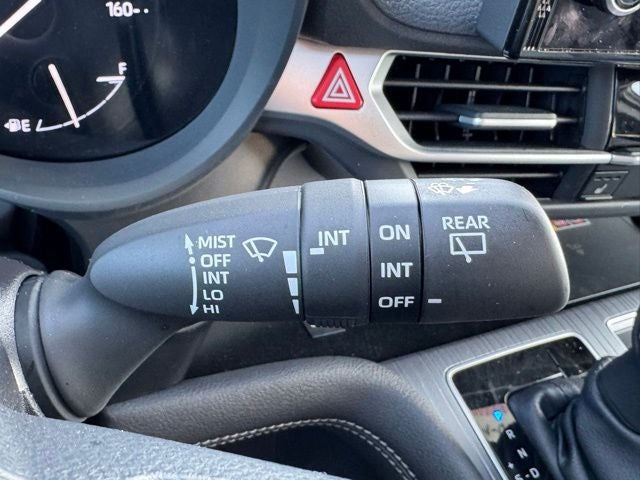 160
F
E
MIST
OFF
INT
LO
HI
INT
ON
INT
OFF
REAR
R
N
D